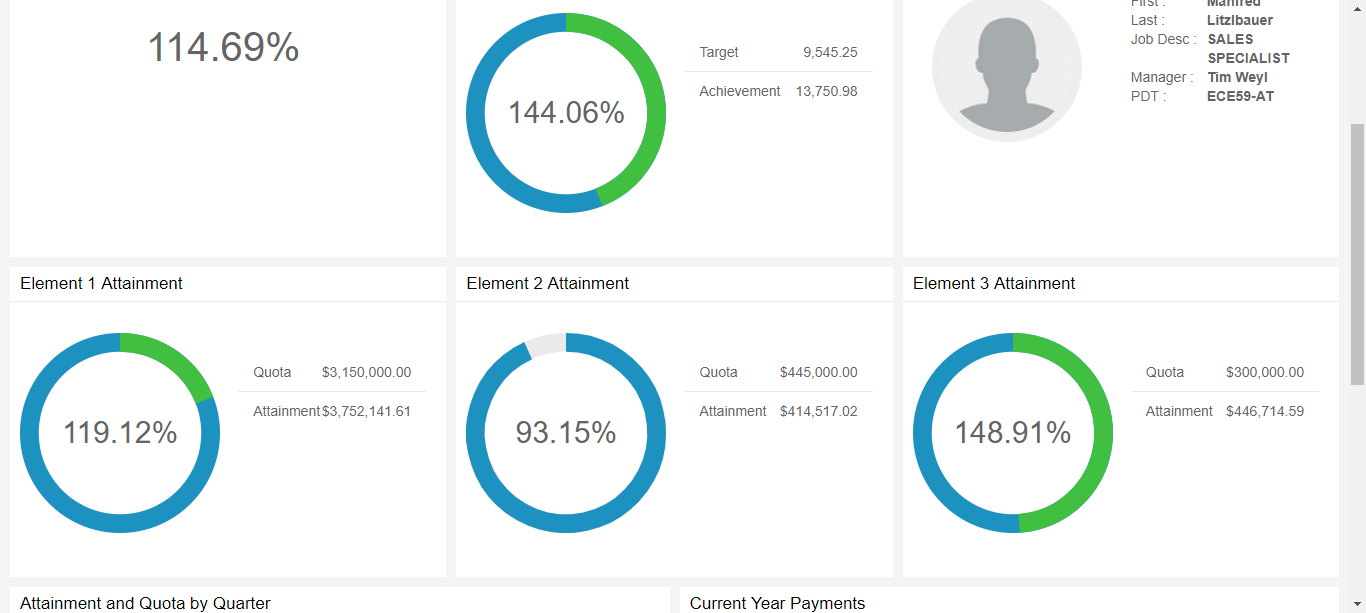 114.69%
144.06%
Target 9,545.25
Achievement 13,750.98
First : Manfred
Last : Litzlbauer
Job Desc : SALES
SPECIALIST
Manager : Tim Weyl
PDT : ECE59-AT
Element 1 Attainment
119.12%
Quota $3,150,000.00
Attainment $3,752,141.61
Element 2 Attainment
93.15%
Quota $445,000.00
Attainment $414,517.02
Element 3 Attainment
148.91%
Quota $300,000.00
Attainment $446,714.59
Attainment and Quota by Quarter
Current Year Payments